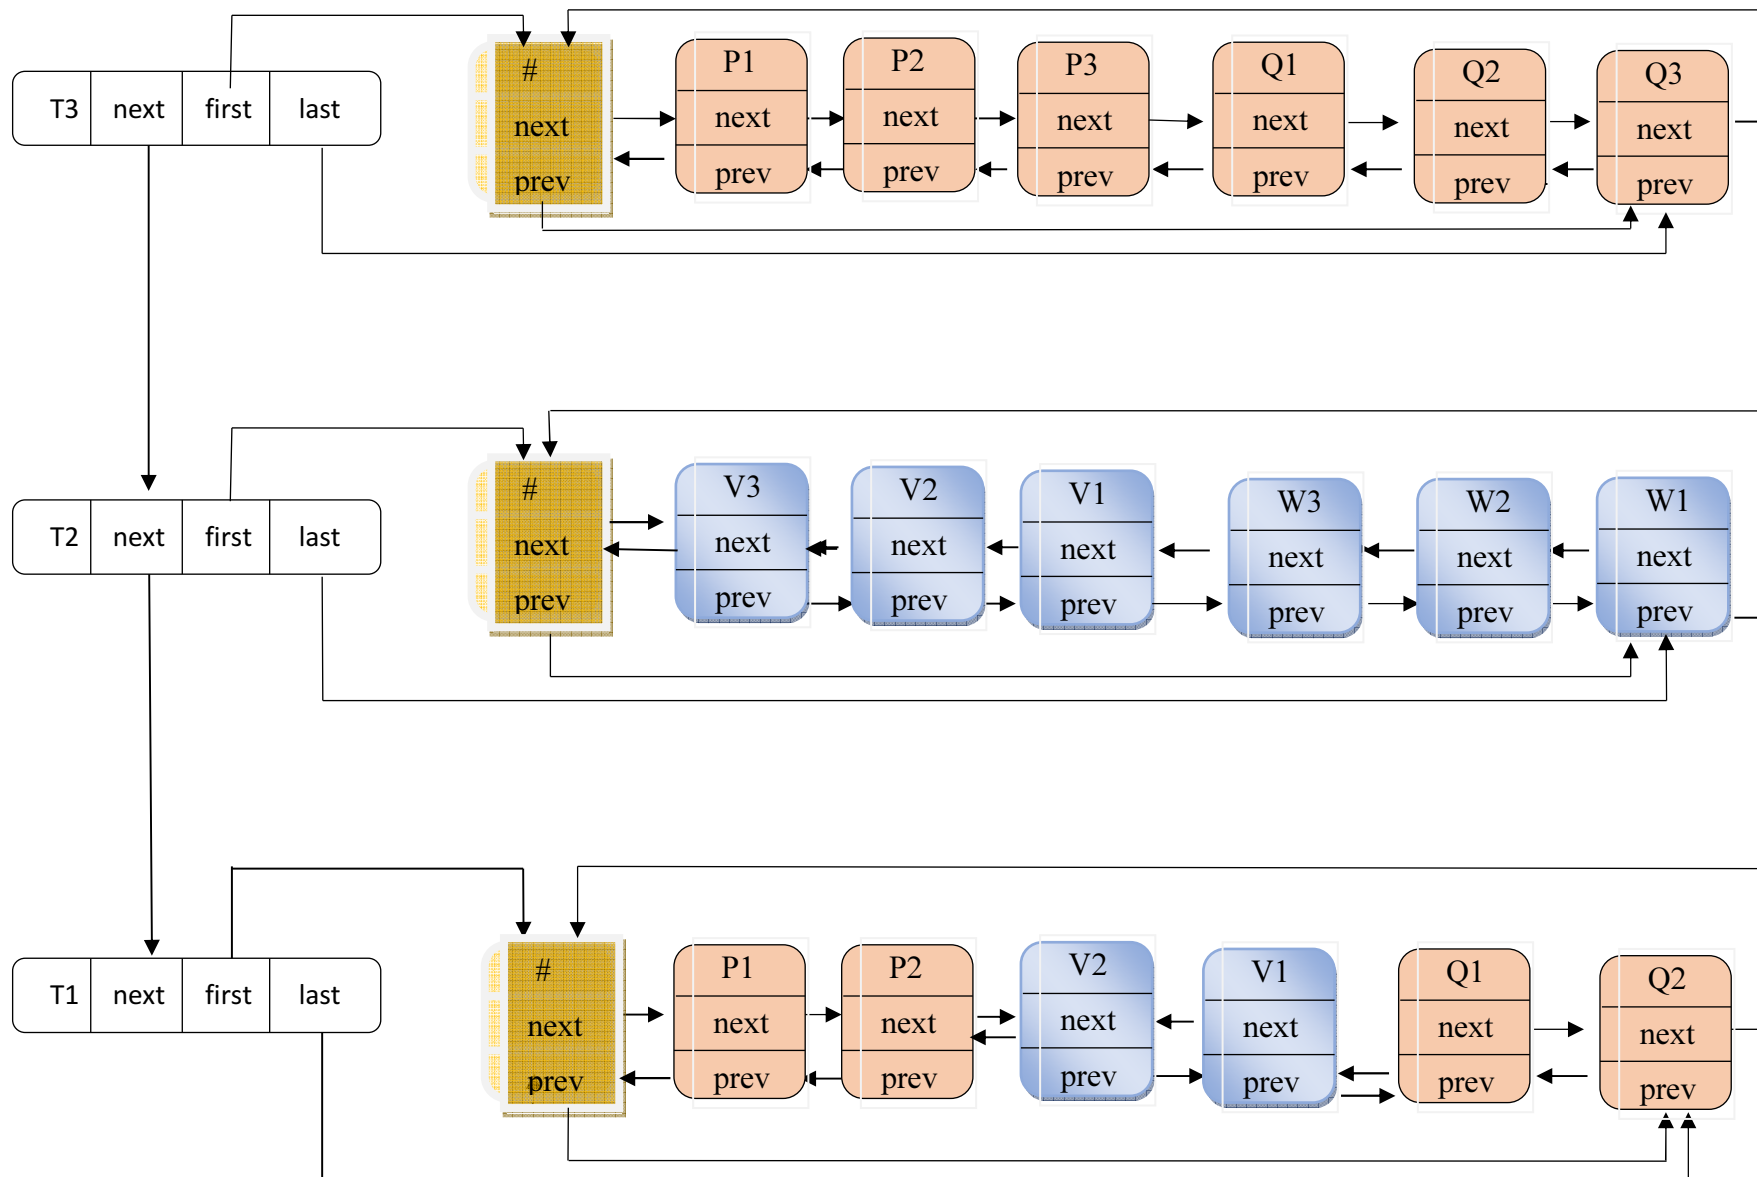 T3 next first last
# next prev
P1 next prev
P2 next prev
P3 next prev
Q1 next prev
Q2 next prev
Q3 next prev
T2 next first last
# next prev
V3 next prev
V2 next prev
V1 next prev
W3 next prev
W2 next prev
W1 next prev
T1 next first last
# next prev
P1 next prev
P2 next prev
V2 next prev
V1 next prev
Q1 next prev
Q2 next prev